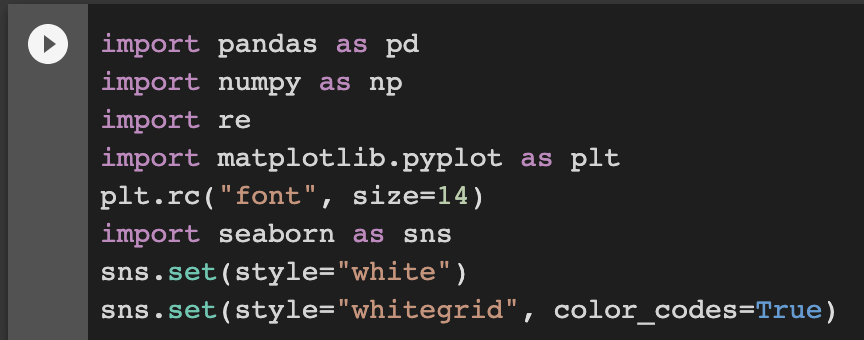 import pandas as pd
import numpy as np
import re
import matplotlib.pyplot as plt
plt.rc("font", size=14)
import seaborn as sns
sns.set(style="white")
sns.set(style="whitegrid", color_codes=True)